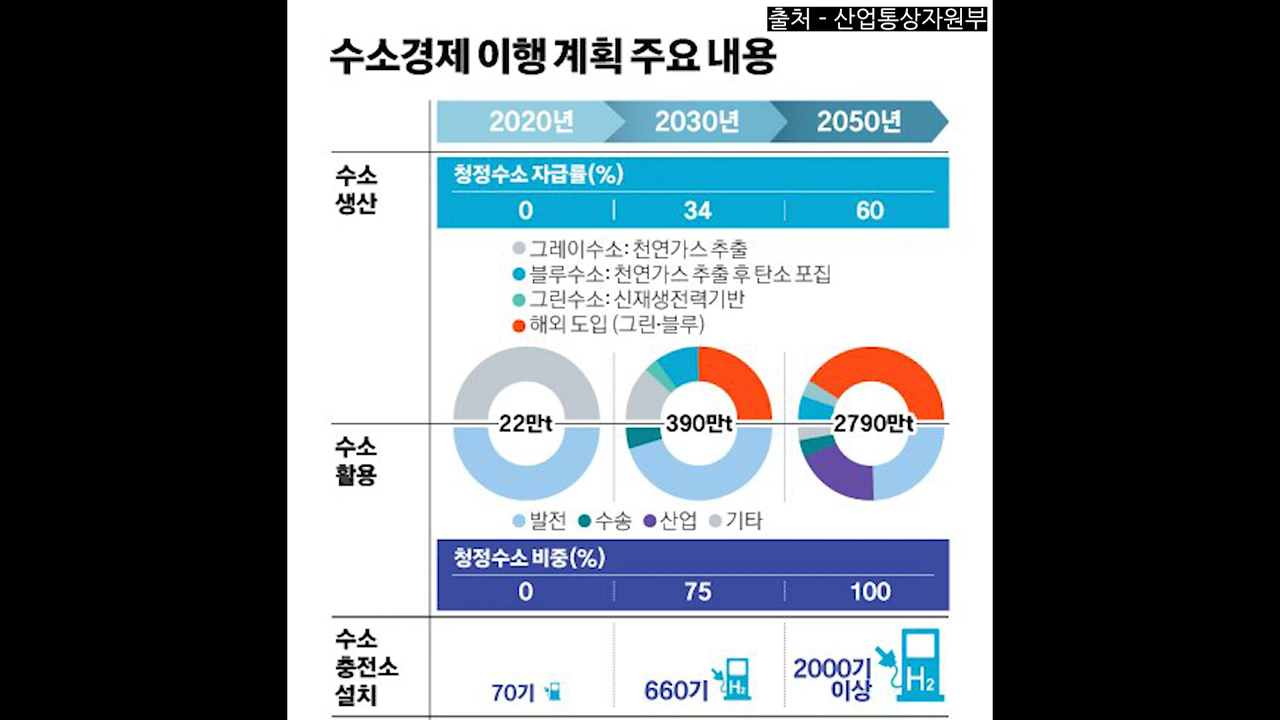 출처 - 산업통상자원부
수소경제 이행 계획 주요 내용
2020년 2030년 2050년
수소
생산
청정수소 자급률(%)
0 34 60
그레이수소: 천연가스 추출
블루수소: 천연가스 추출 후 탄소 포집
그린수소: 신재생전력기반
해외 도입 (그린·블루)
22만t 390만t 2790만t
수소
활용
발전 수송 산업 기타
청정수소 비중(%)
0 75 100
수소
충전소
설치
70기 660기 2000기
이상
H2 H2